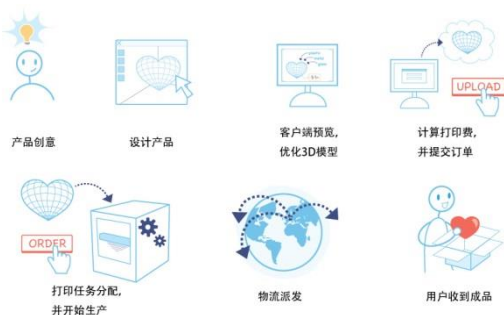 产品创意
设计产品
客户端预览,
优化3D模型
UPLOAD
计算打印费,
并提交订单
ORDER
打印任务分配,
并开始生产
物流派发
用户收到成品